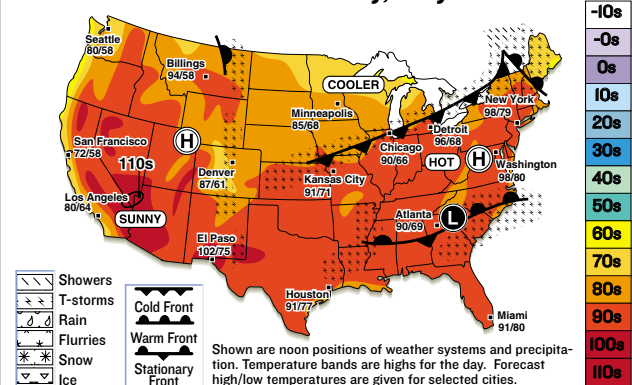 Seattle
80/58
Billings
94/58
COOLER
Minneapolis
85/68
New York
98/79
Detroit
96/68
San Francisco
72/58
110s
H
Denver
87/61
Chicago
90/66
HOT
H
Washington
98/80
Kansas City
91/71
Los Angeles
80/64
SUNNY
Atlanta
90/69
L
El Paso
102/75
Houston
91/77
Miami
91/80
Showers
T-storms
Rain
Flurries
Snow
Ice
Cold Front
Warm Front
Stationary
Front
Shown are noon positions of weather systems and precipita-
tion. Temperature bands are highs for the day. Forecast
high/low temperatures are given for selected cities.
-10s
-0s
0s
10s
20s
30s
40s
50s
60s
70s
80s
90s
100s
110s